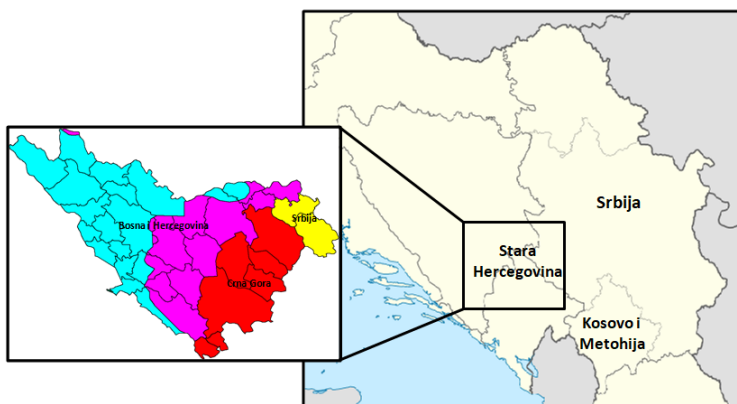 Bosna i Hercegovina
Srbija
Crna Gora
Srbija
Stara
Hercegovina
Kosovo i
Metohija